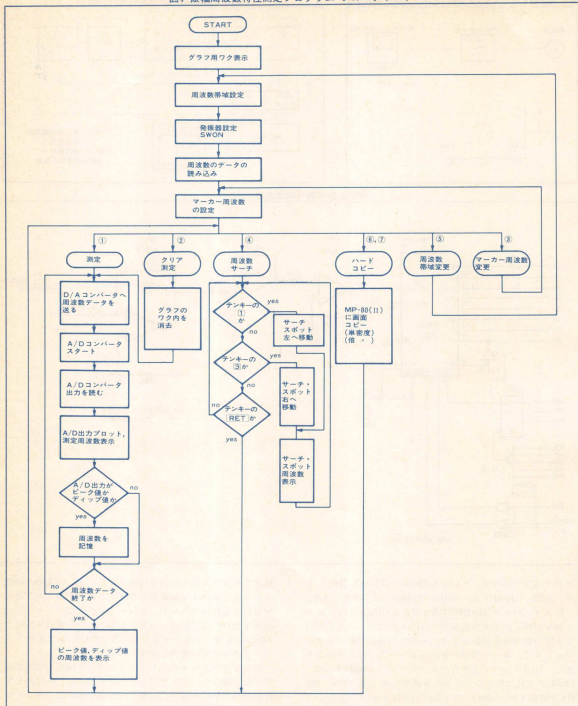 START
グラフ用ワク表示
周波数帯域設定
発振器設定
SWON
周波数のデータの
読み込み
マーカー周波数
の設定
①
②
④
⑥,⑦
⑤
③
測定
クリア
測定
周波数
サーチ
ハード
コピー
周波数
帯域変更
マーカー周波数
変更
D/Aコンバータへ
周波数データを
送る
A/Dコンバータ
スタート
A/Dコンバータ
出力を読む
A/D出力プロット,
測定周波数表示
A/D出力が
ピーク値か
ディップ値か
no
yes
周波数を
記憶
no
周波数データ
終了か
yes
ピーク値,ディップ値
の周波数を表示
グラフの
ワク内を
消去
テンキーの
1
か
yes
no
サーチ
スポット
左へ移動
テンキーの
3か
yes
no
サーチ・
スポット
右へ
移動
no
テンキーの
RETか
yes
サーチ・
スポット
周波数
表示
MP-80(II)
に画面
コピー
(単密度)
(倍 〃 )